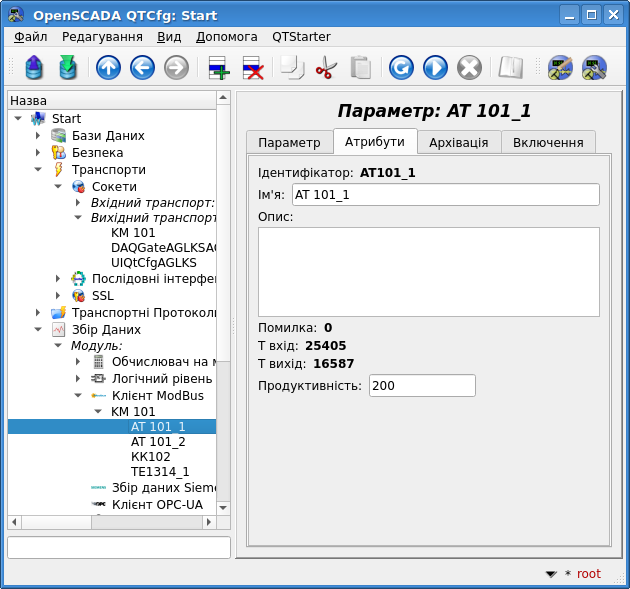 OpenSCADA QTCfg: Start
Файл Редагування Вид Допомога QTStarter
Назва
Start
Бази Даних
Безпека
Транспорти
Сокети
Вхідний транспорт:
Вихідний транспорт
KM 101
DAQGateAGLKSAG
UIQtCfgAGLKS
Послідовні інтерфе
SSL
Транспортні Протоколи
Збір Даних
Модуль:
Обчислювач на м
Логічний рівень
Клієнт ModBus
KM 101
AT 101_1
AT 101_2
КК102
TE1314_1
Збір даних Sieme
Клієнт OPC-UA
Параметр: AT 101_1
Параметр Атрибути Архівація Включення
Ідентифікатор: AT101_1
Ім'я: AT 101_1
Опис:
Помилка: 0
Т вхід: 25405
Т вихід: 16587
Продуктивність: 200
* root